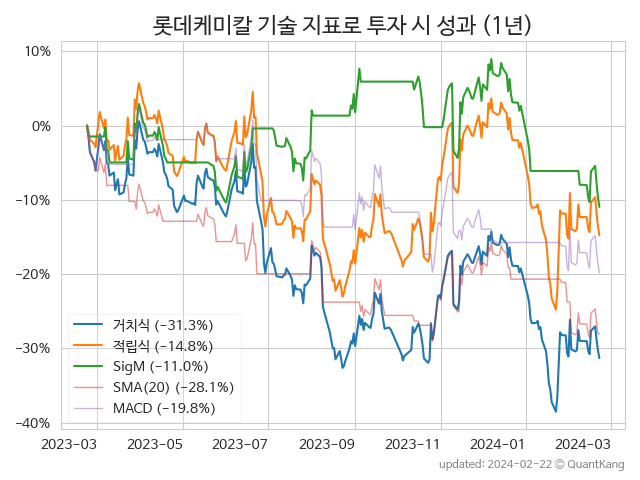 롯데케미칼 기술 지표로 투자 시 성과 (1년)
10%
0%
−10%
−20%
−30%
−40%
거치식 (−31.3%)
적립식 (−14.8%)
SigM (−11.0%)
SMA(20) (−28.1%)
MACD (−19.8%)
2023-03 2023-05 2023-07 2023-09 2023-11 2024-01 2024-03
updated: 2024-02-22 © QuantKang